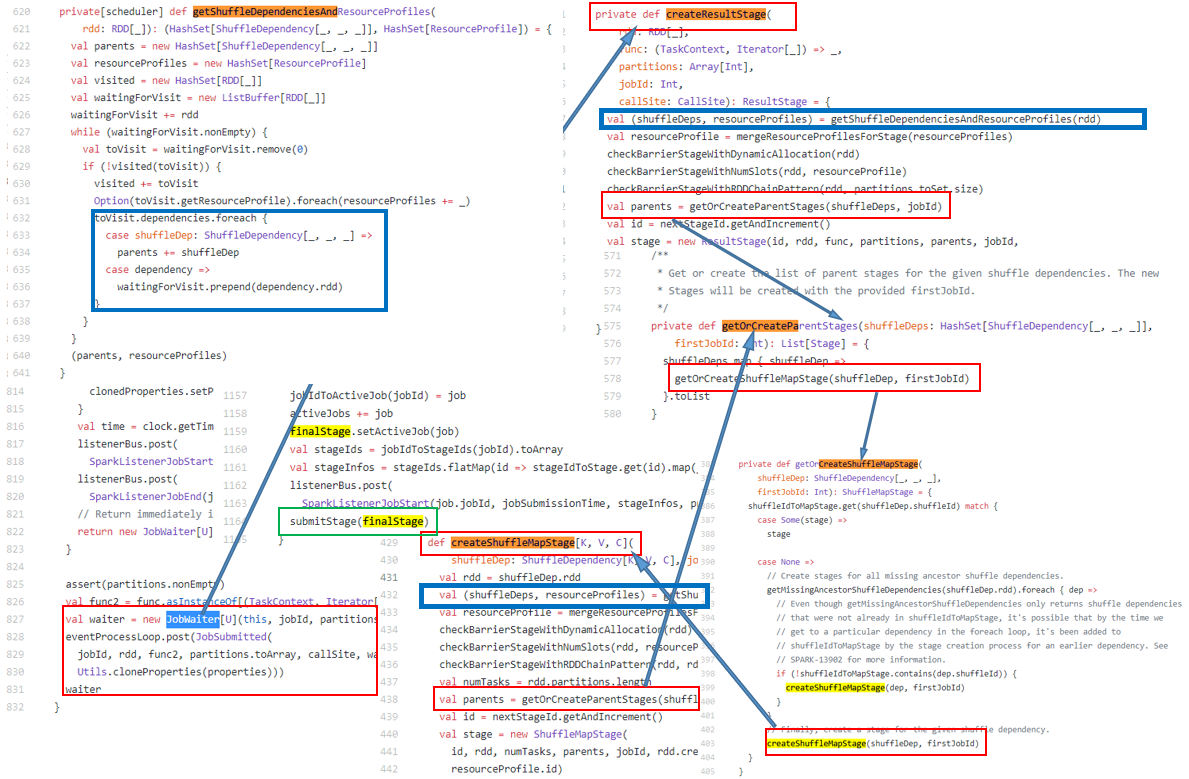 620 private[scheduler] def getShuffleDependenciesAndResourceProfiles(
621 rdd: RDD[_]): (HashSet[ShuffleDependency[_, _, _]], HashSet[ResourceProfile]) = {
622 val parents = new HashSet[ShuffleDependency[_, _, _]]
623 val resourceProfiles = new HashSet[ResourceProfile]
624 val visited = new HashSet[RDD[_]]
625 val waitingForVisit = new ListBuffer[RDD[_]]
626 waitingForVisit += rdd
627 while (waitingForVisit.nonEmpty) {
628 val toVisit = waitingForVisit.remove(0)
629 if (!visited(toVisit)) {
630 visited += toVisit
631 Option(toVisit.getResourceProfile).foreach(resourceProfiles += _)
632 toVisit.dependencies.foreach {
633 case shuffleDep: ShuffleDependency[_, _, _] =>
634 parents += shuffleDep
635 case dependency =>
636 waitingForVisit.prepend(dependency.rdd)
637 }
638 }
639 }
640 (parents, resourceProfiles)
641 }
private def createResultStage(
rdd: RDD[_],
func: (TaskContext, Iterator[_]) => _,
partitions: Array[Int],
jobId: Int,
callSite: CallSite): ResultStage = {
val (shuffleDeps, resourceProfiles) = getShuffleDependenciesAndResourceProfiles(rdd)
val resourceProfile = mergeResourceProfilesForStage(resourceProfiles)
checkBarrierStageWithDynamicAllocation(rdd)
checkBarrierStageWithNumSlots(rdd, resourceProfile)
checkBarrierStageWithRDDChainPattern(rdd, partitions.toSet.size)
val parents = getOrCreateParentStages(shuffleDeps, jobId)
val id = nextStageId.getAndIncrement()
val stage = new ResultStage(id, rdd, func, partitions, parents, jobId,
571 /**
572 * Get or create the list of parent stages for the given shuffle dependencies. The new
573 * Stages will be created with the provided firstJobId.
574 */
}
575 private def getOrCreateParentStages(shuffleDeps: HashSet[ShuffleDependency[_, _, _]],
576 firstJobId: Int): List[Stage] = {
577 shuffleDeps.map { shuffleDep =>
578 getOrCreateShuffleMapStage(shuffleDep, firstJobId)
579 }.toList
580 }
814 clonedProperties.setP
815 }
816 val time = clock.getTim
817 listenerBus.post(
818 SparkListenerJobStart
819 listenerBus.post(
820 SparkListenerJobEnd(j
821 // Return immediately i
822 return new JobWaiter[U]
823 }
824
825 assert(partitions.nonEmpty)
826 val func2 = func.asInstanceOf[(TaskContext, Iterator[
827 val waiter = new JobWaiter[U](this, jobId, partitions
828 eventProcessLoop.post(JobSubmitted(
829 jobId, rdd, func2, partitions.toArray, callSite, wa
830 Utils.cloneProperties(properties)))
831 waiter
832 }
1157 jobIdToActiveJob(jobId) = job
1158 activeJobs += job
1159 finalStage.setActiveJob(job)
1160 val stageIds = jobIdToStageIds(jobId).toArray
1161 val stageInfos = stageIds.flatMap(id => stageIdToStage.get(id).map(_
1162 listenerBus.post(
1163 SparkListenerJobStart(job.jobId, jobSubmissionTime, stageInfos,
submitStage(finalStage)
}
429 def createShuffleMapStage[K, V, C](
430 shuffleDep: ShuffleDependency[K, V, C],
431 val rdd = shuffleDep.rdd
432 val (shuffleDeps, resourceProfiles) = getShu
433 val resourceProfile = mergeResourceProfilesF
434 checkBarrierStageWithDynamicAllocation(rdd)
435 checkBarrierStageWithNumSlots(rdd, resourceP
436 checkBarrierStageWithRDDChainPattern(rdd, rd
437 val numTasks = rdd.partitions.length
438 val parents = getOrCreateParentStages(shuffl
439 val id = nextStageId.getAndIncrement()
440 val stage = new ShuffleMapStage(
441 id, rdd, numTasks, parents, jobId, rdd.cre
442 resourceProfile.id)
private def getOrCreateShuffleMapStage(
shuffleDep: ShuffleDependency[_, _, _],
firstJobId: Int): ShuffleMapStage = {
shuffleIdToMapStage.get(shuffleDep.shuffleId) match {
387 case Some(stage) =>
388 stage
389
390 case None =>
// Create stages for all missing ancestor shuffle dependencies.
getMissingAncestorShuffleDependencies(shuffleDep.rdd).foreach { dep =>
// Even though getMissingAncestorShuffleDependencies only returns shuffle dependencies
// that were not already in shuffleIdToMapStage, it's possible that by the time we
// get to a particular dependency in the foreach loop, it's been added to
// shuffleIdToMapStage by the stage creation process for an earlier dependency. See
// SPARK-13902 for more information.
if (!shuffleIdToMapStage.contains(dep.shuffleId)) {
createShuffleMapStage(dep, firstJobId)
}
401 }
// Finally, create a stage for the given shuffle dependency.
403 createShuffleMapStage(shuffleDep, firstJobId)
404 }
405 }